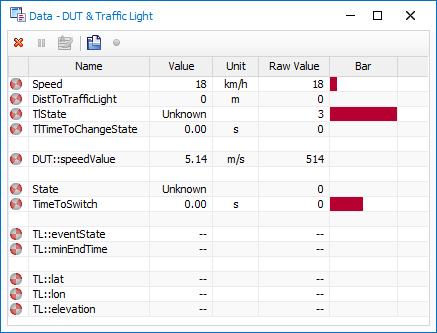 Data - DUT & Traffic Light
Name Value Unit Raw Value Bar
Speed 18 km/h 18
DistToTrafficLight 0 m 0
TlState Unknown 3
TlTimeToChangeState 0.00 s 0
DUT::speedValue 5.14 m/s 514
State Unknown 0
TimeToSwitch 0.00 s 0
TL::eventState -- --
TL::minEndTime -- --
TL::lat -- --
TL::lon -- --
TL::elevation -- --